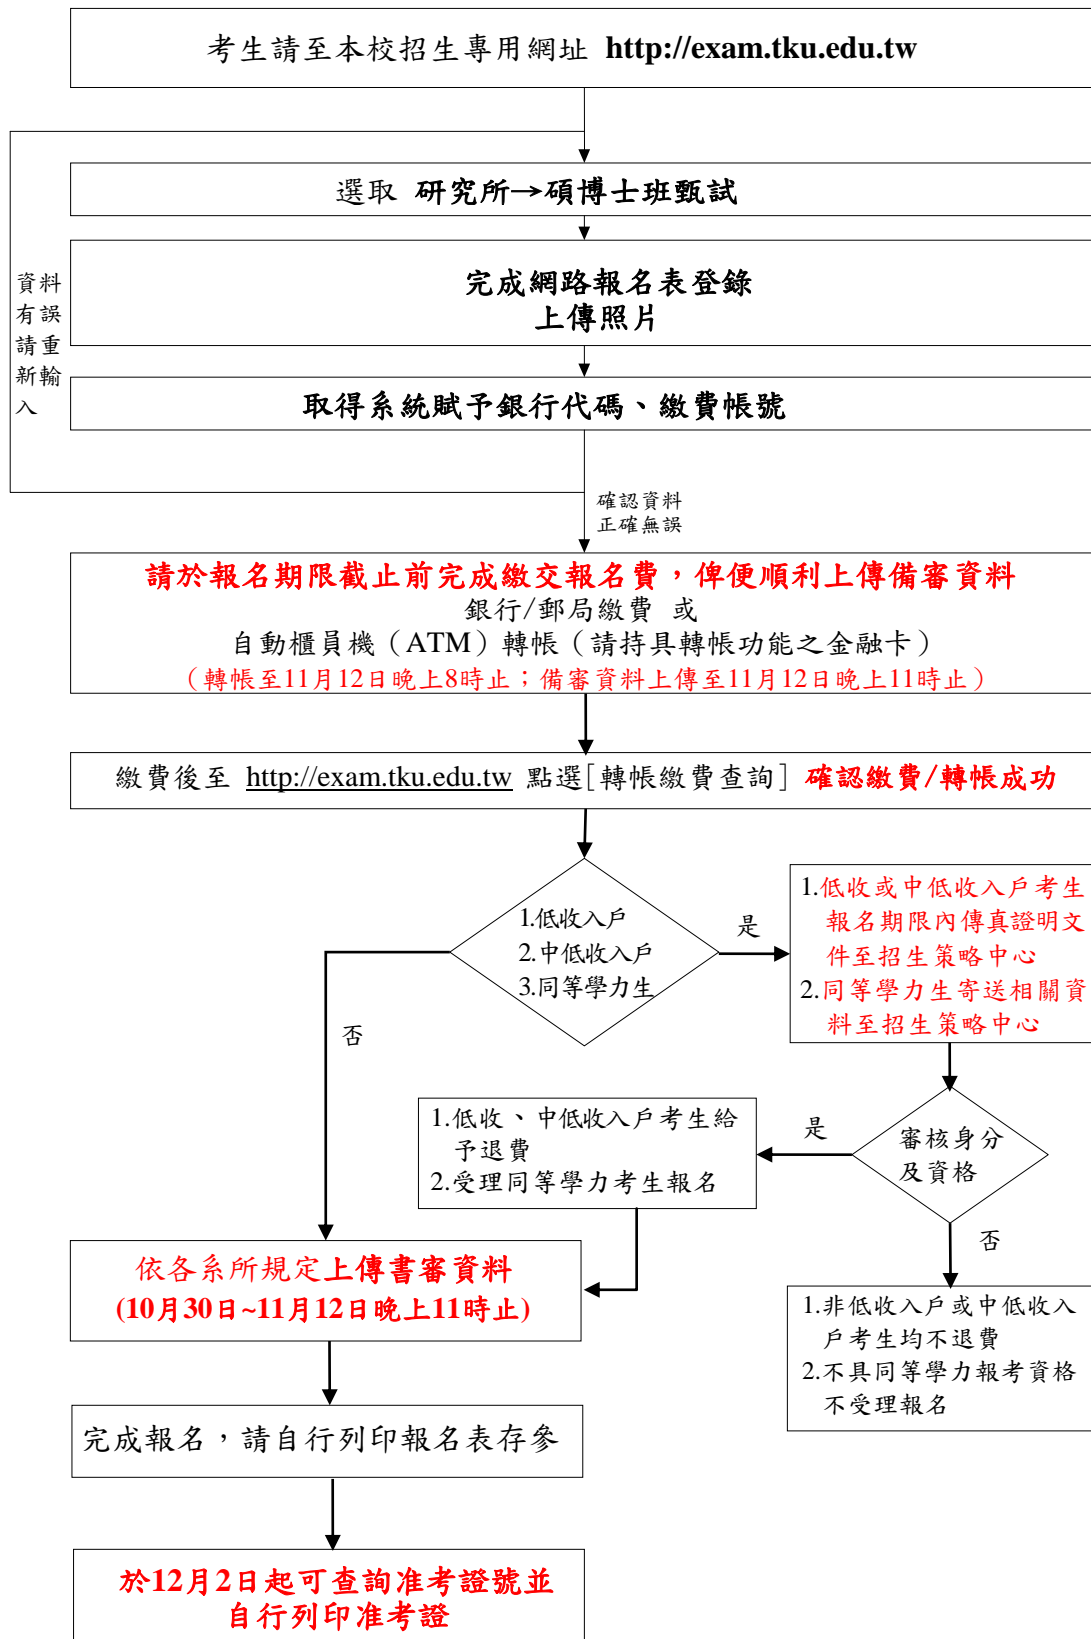 考生請至本校招生專用網址 http://exam.tku.edu.tw
選取 研究所→碩博士班甄試
完成網路報名表登錄
上傳照片
資料
有誤
請重
新輸
入
取得系統賦予銀行代碼、繳費帳號
確認資料
正確無誤
請於報名期限截止前完成繳交報名費，俾便順利上傳備審資料
銀行/郵局繳費 或
自動櫃員機（ATM）轉帳（請持具轉帳功能之金融卡）
（轉帳至11月12日晚上8時止；備審資料上傳至11月12日晚上11時止）
繳費後至 http://exam.tku.edu.tw 點選[轉帳繳費查詢] 確認繳費/轉帳成功
1.低收入戶
2.中低收入戶
3.同等學力生
是
1.低收或中低收入戶考生
報名期限內傳真證明文
件至招生策略中心
2.同等學力生寄送相關資
料至招生策略中心
否
審核身分
及資格
是
1.低收、中低收入戶考生給
予退費
2.受理同等學力考生報名
否
1.非低收入戶或中低收入
戶考生均不退費
2.不具同等學力報考資格
不受理報名
依各系所規定上傳書審資料
(10月30日~11月12日晚上11時止)
完成報名，請自行列印報名表存參
於12月2日起可查詢准考證號並
自行列印准考證